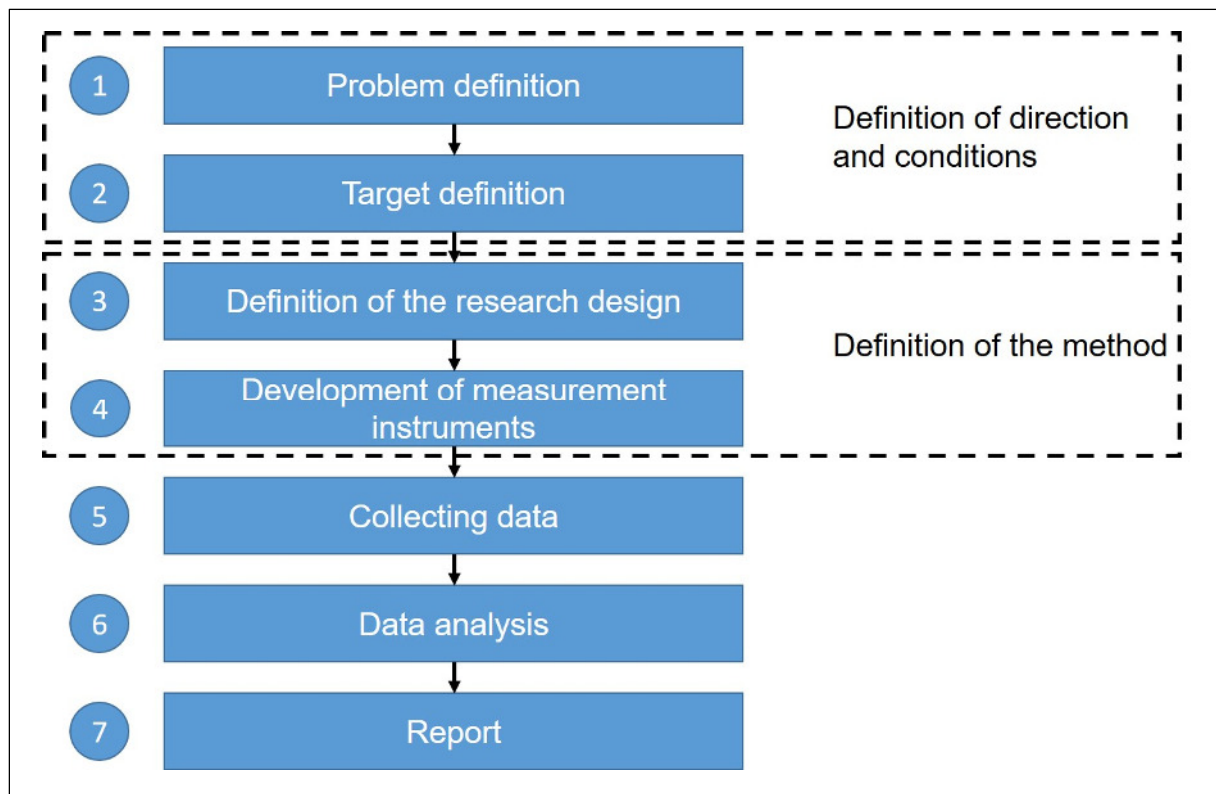 1
Problem definition
Definition of direction
and conditions
2
Target definition
3
Definition of the research design
Definition of the method
4
Development of measurement
instruments
5
Collecting data
6
Data analysis
7
Report